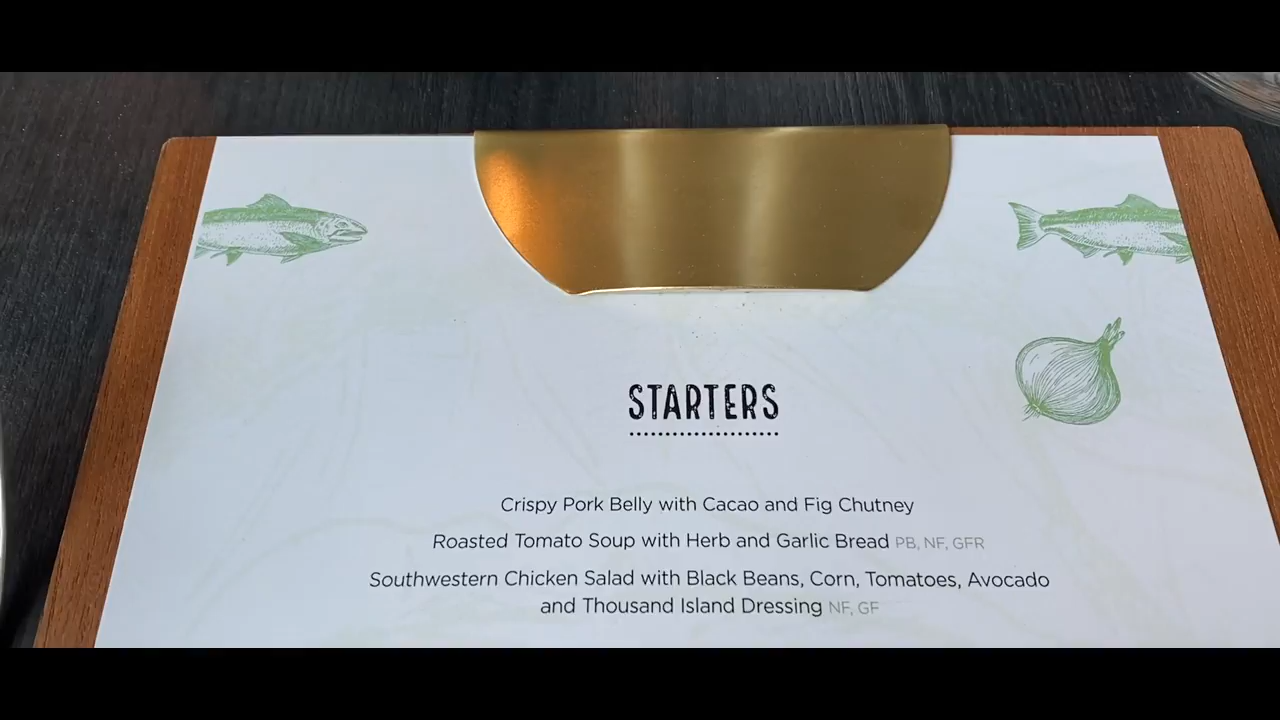 STARTERS
Crispy Pork Belly with Cacao and Fig Chutney
Roasted Tomato Soup with Herb and Garlic Bread PB, NF, GFR
Southwestern Chicken Salad with Black Beans, Corn, Tomatoes, Avocado
and Thousand Island Dressing NF, GF